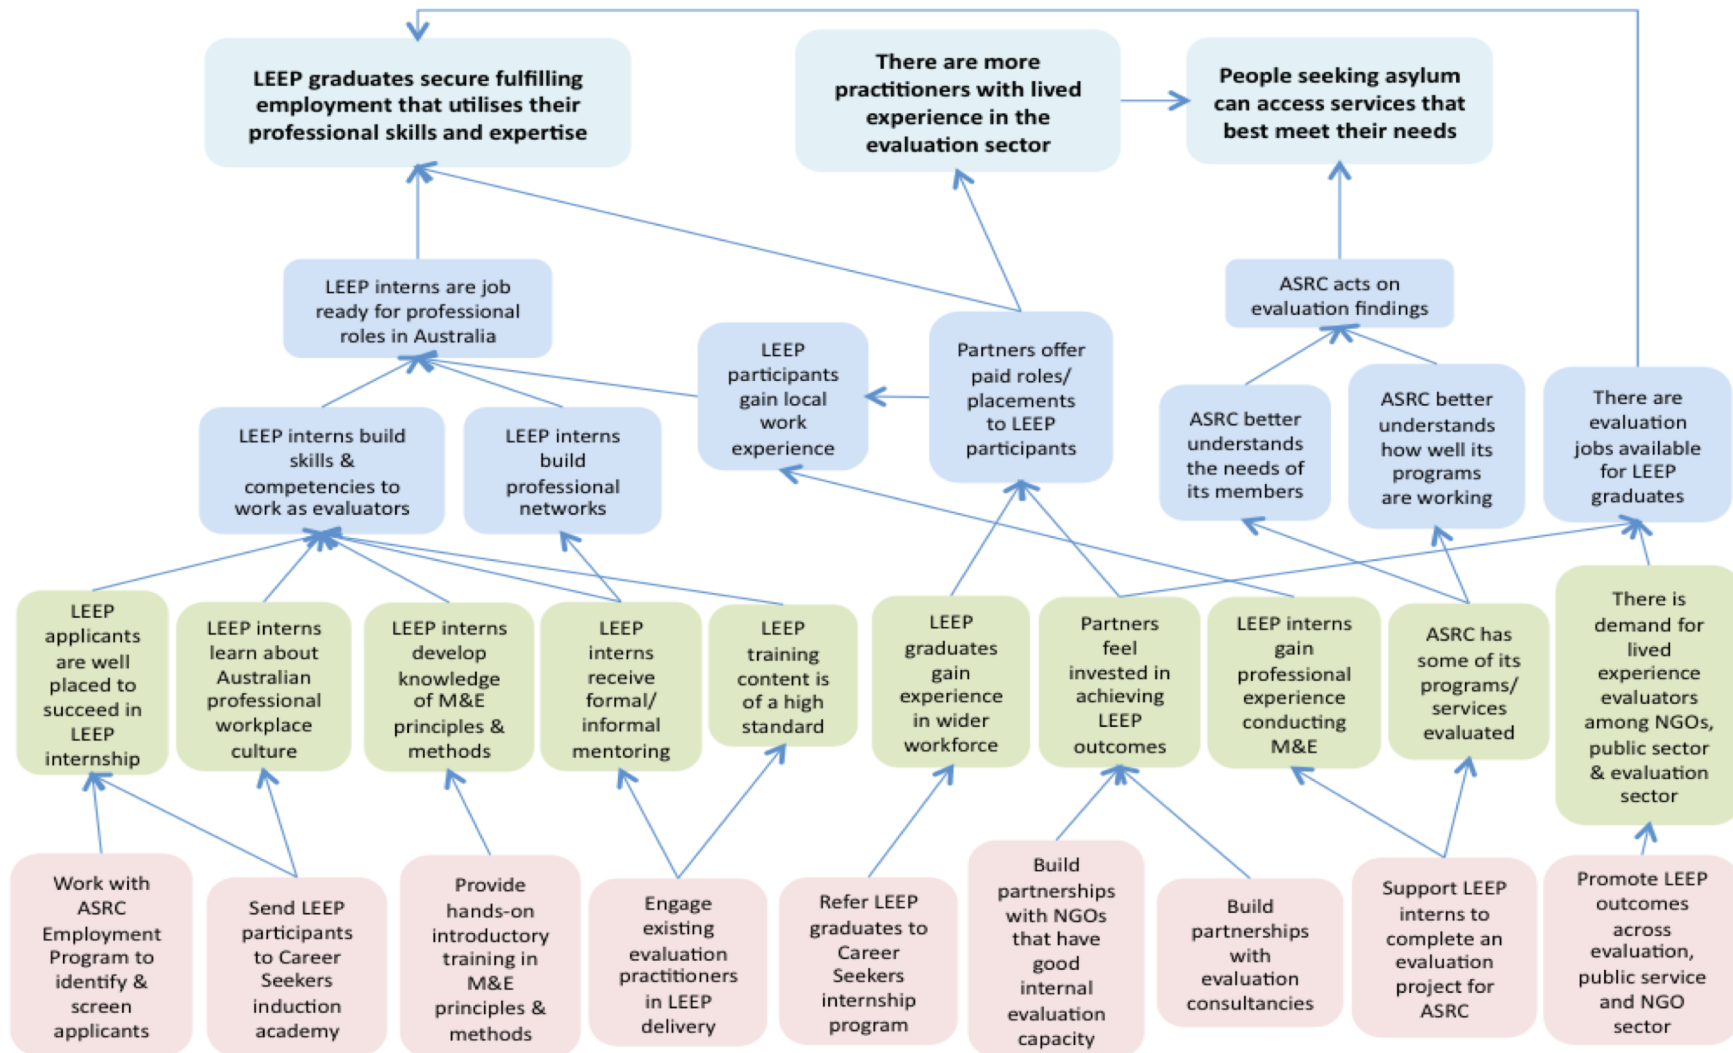 LEEP graduates secure fulfilling
employment that utilises their
professional skills and expertise
There are more
practitioners with lived
experience in the
evaluation sector
People seeking asylum
can access services that
best meet their needs
LEEP interns are job
ready for professional
roles in Australia
LEEP
participants
gain local
work
experience
Partners offer
paid roles/
placements
to LEEP
participants
ASRC acts on
evaluation findings
LEEP interns build
skills &
competencies to
work as evaluators
LEEP interns
build
professional
networks
ASRC better
understands
the needs of
its members
ASRC better
understands
how well its
programs
are working
There are
evaluation
jobs available
for LEEP
graduates
LEEP
applicants
are well
placed to
succeed in
LEEP
internship
LEEP interns
learn about
Australian
professional
workplace
culture
LEEP interns
develop
knowledge
of M&E
principles &
methods
LEEP
interns
receive
formal/
informal
mentoring
LEEP
training
content is
of a high
standard
LEEP
graduates
gain
experience
in wider
workforce
Partners
feel
invested in
achieving
LEEP
outcomes
LEEP interns
gain
professional
experience
conducting
M&E
ASRC has
some of its
programs/
services
evaluated
There is
demand for
lived
experience
evaluators
among NGOs,
public sector
& evaluation
sector
Work with
ASRC
Employment
Program to
identify &
screen
applicants
Send LEEP
participants
to Career
Seekers
induction
academy
Provide
hands-on
introductory
training in
M&E
principles &
methods
Engage
existing
evaluation
practitioners
in LEEP
delivery
Refer LEEP
graduates to
Career
Seekers
internship
program
Build
partnerships
with NGOs
that have
good
internal
evaluation
capacity
Build
partnerships
with
evaluation
consultancies
Support LEEP
interns to
complete an
evaluation
project for
ASRC
Promote LEEP
outcomes
across
evaluation,
public service
and NGO
sector